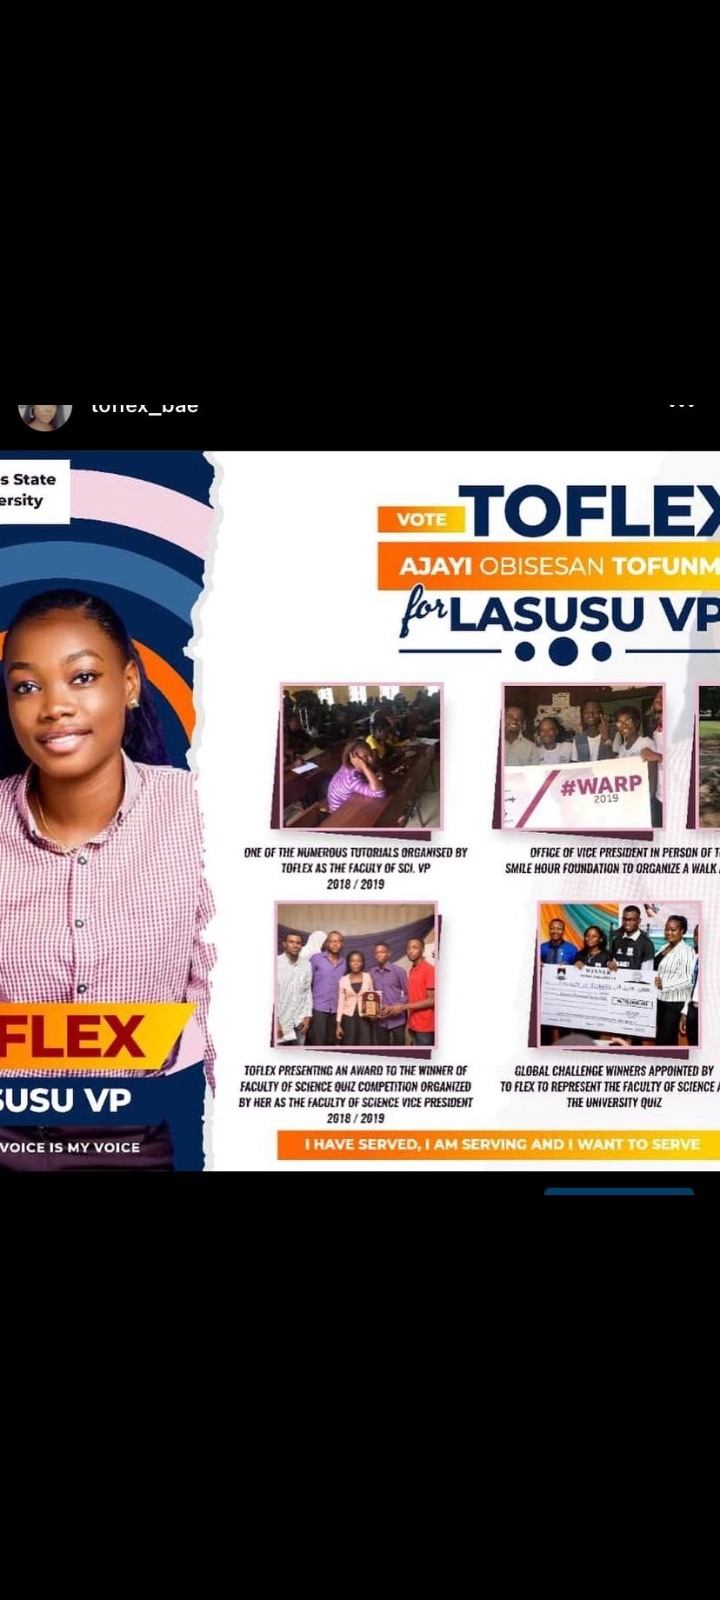 toflex_bae
s State
ersity
VOTE TOFLEX
AJAYI OBISESAN TOFUNM
for LASUSU VP
#WARP
2019
ONE OF THE NUMEROUS TUTORIALS ORGANISED BY
TOFLEX AS THE FACULY OF SCI. VP
2018 / 2019
OFFICE OF VICE PRESIDENT IN PERSON OF T
SMILE HOUR FOUNDATION TO ORGANIZE A WALK
WINNER
TOFLEX PRESENTING AN AWARD TO THE WINNER OF
FACULTY OF SCIENCE QUIZ COMPETITION ORGANIZED
BY HER AS THE FACULTY OF SCIENCE VICE PRESIDENT
2018 / 2019
GLOBAL CHALLENGE WINNERS APPOINTED BY
TO FLEX TO REPRESENT THE FACULTY OF SCIENCE
THE UNIVERSITY QUIZ
FLEX
SUSU VP
VOICE IS MY VOICE
I HAVE SERVED, I AM SERVING AND I WANT TO SERVE